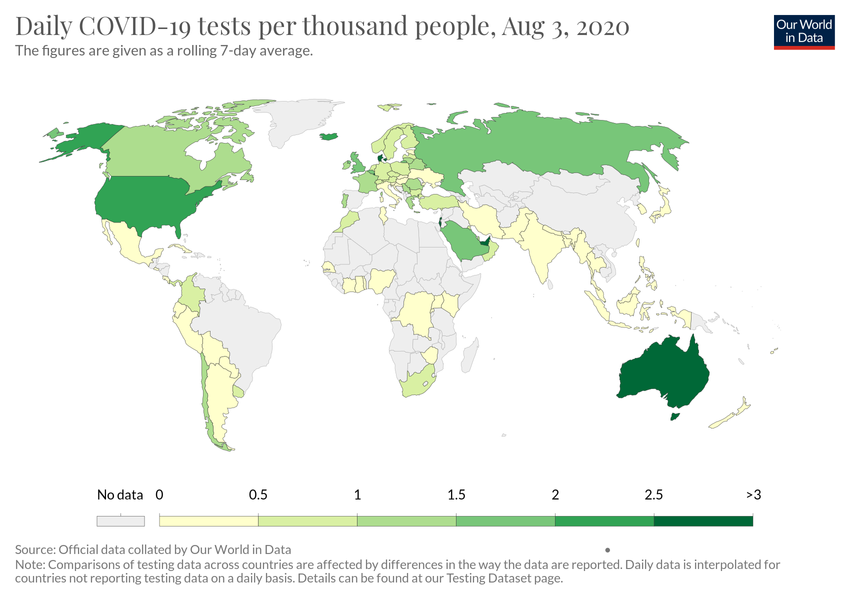 Daily COVID-19 tests per thousand people, Aug 3, 2020
The figures are given as a rolling 7-day average.
Our World
in Data
No data 0 0.5 1 1.5 2 2.5 >3
Source: Official data collated by Our World in Data
Note: Comparisons of testing data across countries are affected by differences in the way the data are reported. Daily data is interpolated for
countries not reporting testing data on a daily basis. Details can be found at our Testing Dataset page.